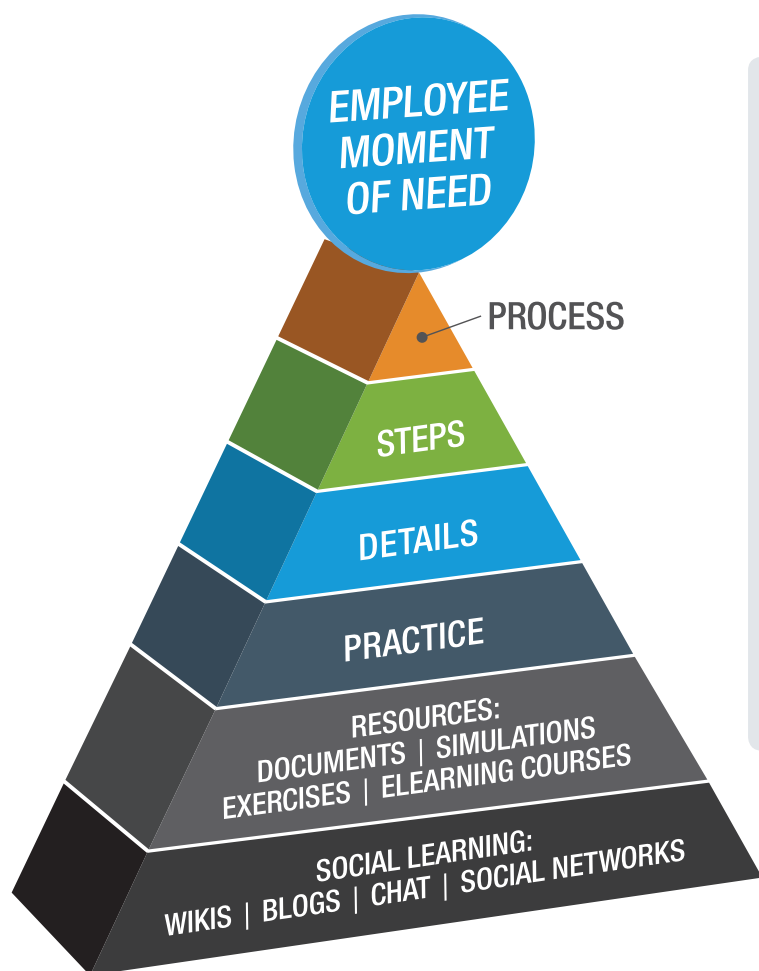 EMPLOYEE
MOMENT
OF NEED
PROCESS
STEPS
DETAILS
PRACTICE
RESOURCES:
DOCUMENTS | SIMULATIONS
EXERCISES | ELEARNING COURSES
SOCIAL LEARNING:
WIKIS | BLOGS | CHAT | SOCIAL NETWORKS